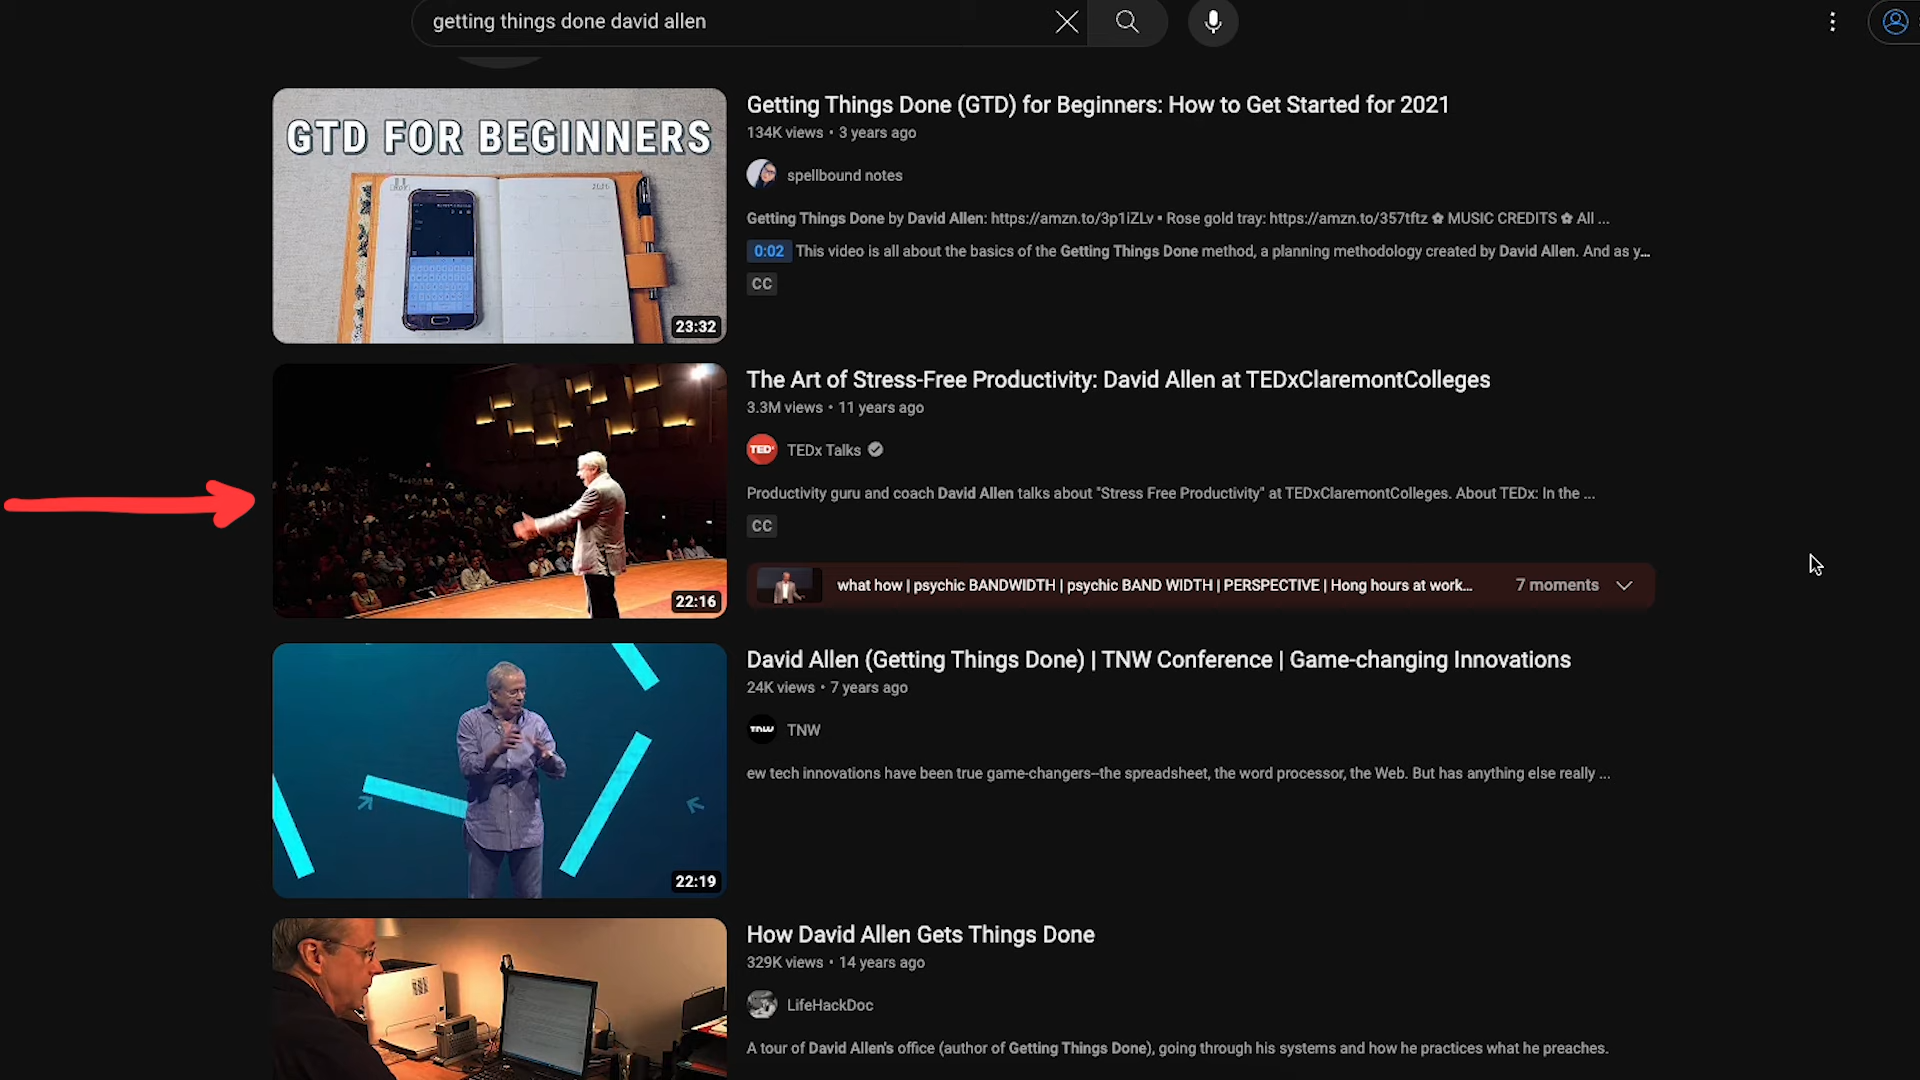 getting things done david allen
GTD FOR BEGINNERS
23:32
Getting Things Done (GTD) for Beginners: How to Get Started for 2021
134K views • 3 years ago
spellbound notes
Getting Things Done by David Allen: https://amzn.to/3p1iZLv ▪ Rose gold tray: https://amzn.to/357tftz ✿ MUSIC CREDITS ✿ All ...
0:02 This video is all about the basics of the Getting Things Done method, a planning methodology created by David Allen. And as y...
CC
22:16
The Art of Stress-Free Productivity: David Allen at TEDxClaremontColleges
3.3M views • 11 years ago
TEDx Talks
Productivity guru and coach David Allen talks about "Stress Free Productivity" at TEDxClaremontColleges. About TEDx: In the ...
CC
what how | psychic BANDWIDTH | psychic BAND WIDTH | PERSPECTIVE | Hong hours at work... 7 moments
22:19
David Allen (Getting Things Done) | TNW Conference | Game-changing Innovations
24K views • 7 years ago
TNW
ew tech innovations have been true game-changers--the spreadsheet, the word processor, the Web. But has anything else really ...
How David Allen Gets Things Done
329K views • 14 years ago
LifeHackDoc
A tour of David Allen's office (author of Getting Things Done), going through his systems and how he practices what he preaches.